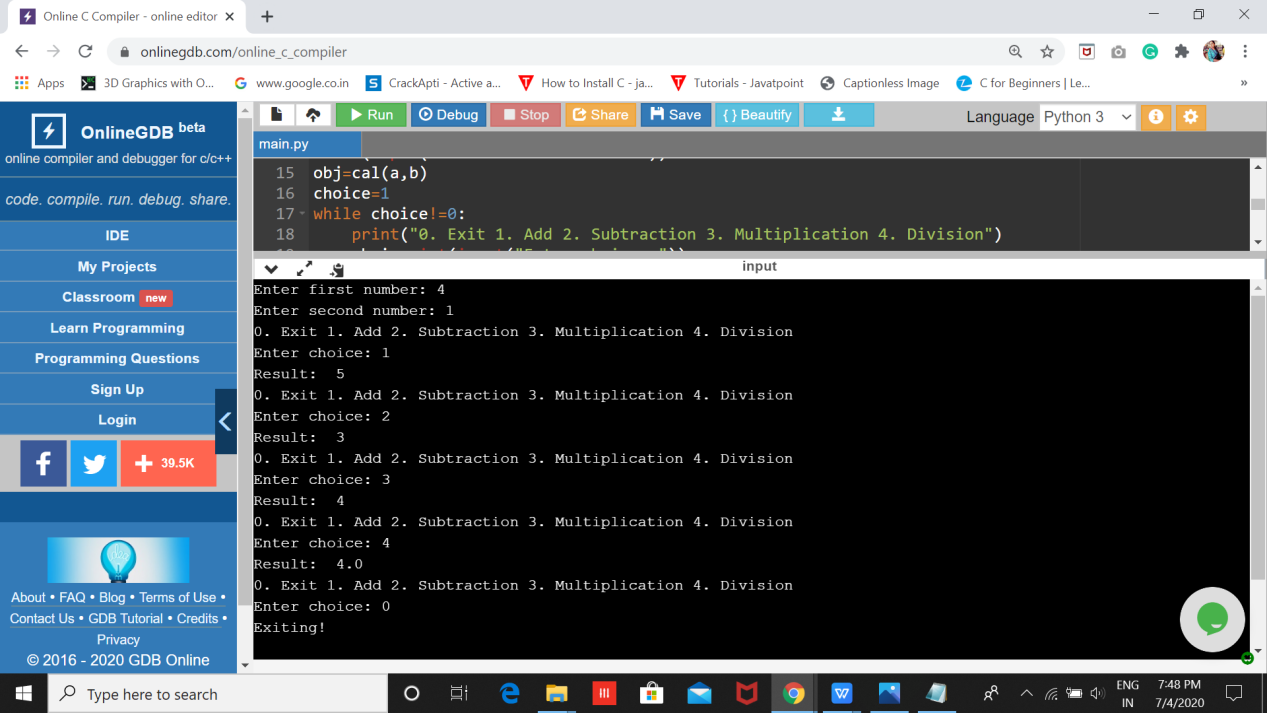 Online C Compiler - online editor
onlinegdb.com/online_c_compiler
Apps 3D Graphics with O... www.google.co.in CrackApti - Active a... How to Install C - ja... Tutorials - Javatpoint Captionless Image C for Beginners | Le... »
OnlineGDB beta
online compiler and debugger for c/c++
code. compile. run. debug. share.
IDE
My Projects
Classroom new
Learn Programming
Programming Questions
Sign Up
Login
39.5K
About • FAQ • Blog • Terms of Use •
Contact Us • GDB Tutorial • Credits •
Privacy
© 2016 - 2020 GDB Online
Run Debug Stop Share Save { } Beautify Language Python 3
main.py
15 obj=cal(a,b)
16 choice=1
17 while choice!=0:
18 print("0. Exit 1. Add 2. Subtraction 3. Multiplication 4. Division")
input
Enter first number: 4
Enter second number: 1
0. Exit 1. Add 2. Subtraction 3. Multiplication 4. Division
Enter choice: 1
Result:  5
0. Exit 1. Add 2. Subtraction 3. Multiplication 4. Division
Enter choice: 2
Result:  3
0. Exit 1. Add 2. Subtraction 3. Multiplication 4. Division
Enter choice: 3
Result:  4
0. Exit 1. Add 2. Subtraction 3. Multiplication 4. Division
Enter choice: 4
Result:  4.0
0. Exit 1. Add 2. Subtraction 3. Multiplication 4. Division
Enter choice: 0
Exiting!
Type here to search
ENG
IN
7:48 PM
7/4/2020